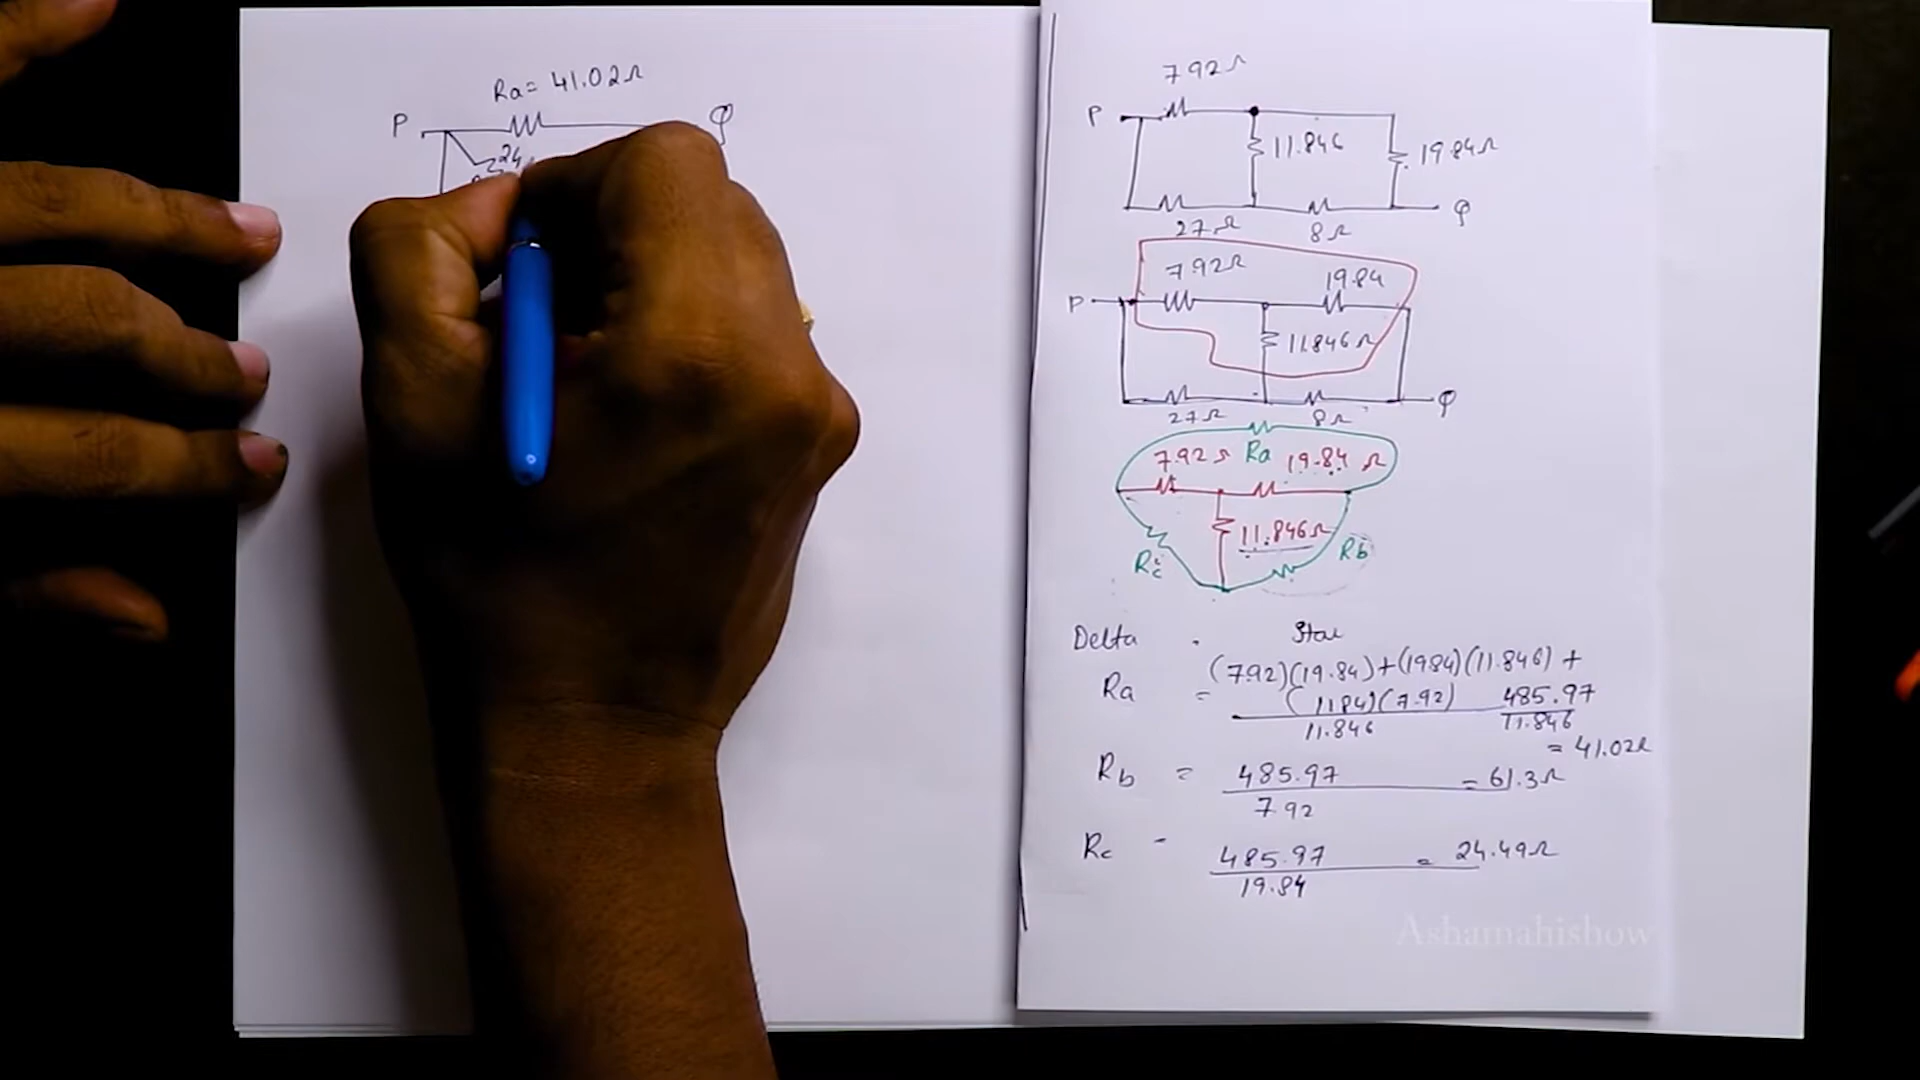 Ra= 41.02Ω
P
Q
24
7.92Ω
P
11.846
19.84Ω
27Ω
8Ω
Q
7.92Ω
19.84
P
11.846Ω
27Ω
8Ω
Q
7.92Ω Ra 19.84 Ω
11.846Ω
Rc
Rb
Delta Star
Ra = (7.92)(19.84)+(19.84)(11.846)+
(11.84)(7.92)
11.846
485.97
11.846
= 41.02Ω
Rb = 485.97 = 61.3Ω
7.92
Rc - 485.97 = 24.49Ω
19.84
Ashamahishow